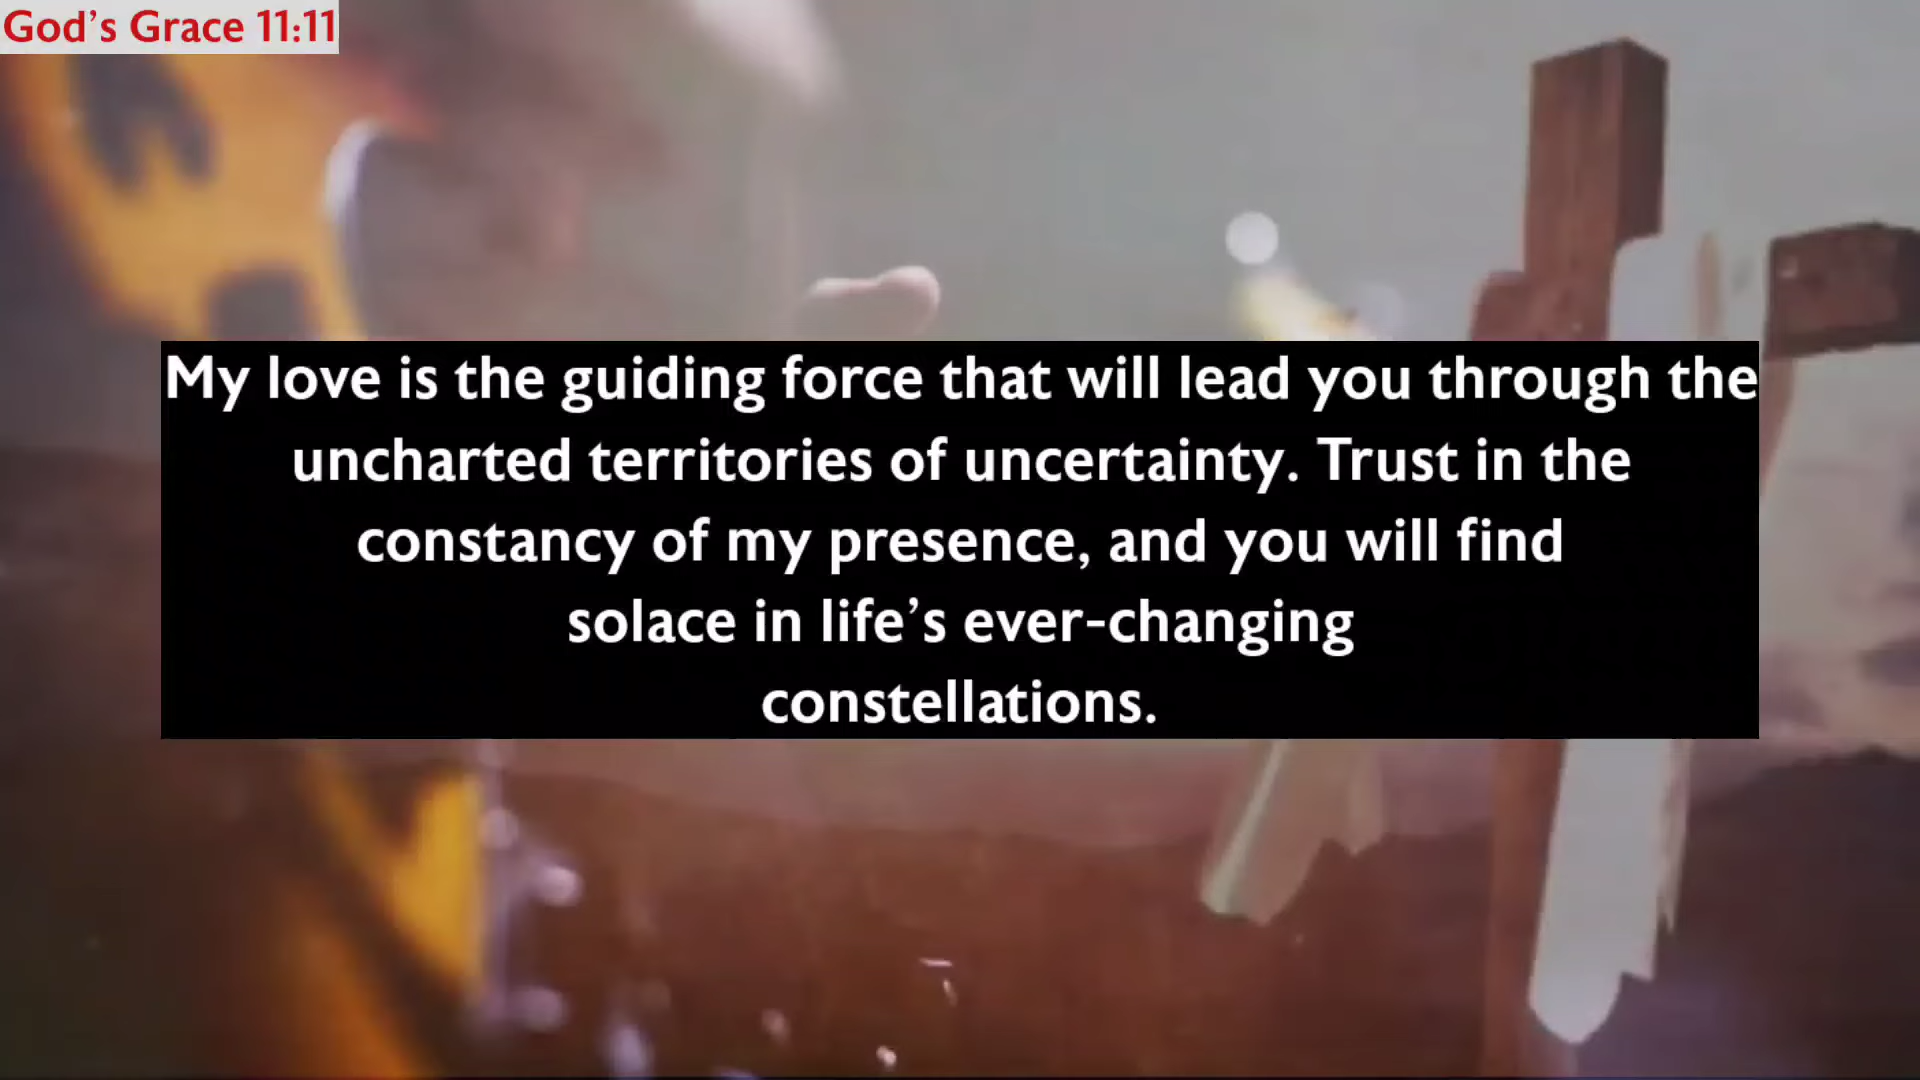 God’s Grace 11:11
My love is the guiding force that will lead you through the
uncharted territories of uncertainty. Trust in the
constancy of my presence, and you will find
solace in life’s ever-changing
constellations.